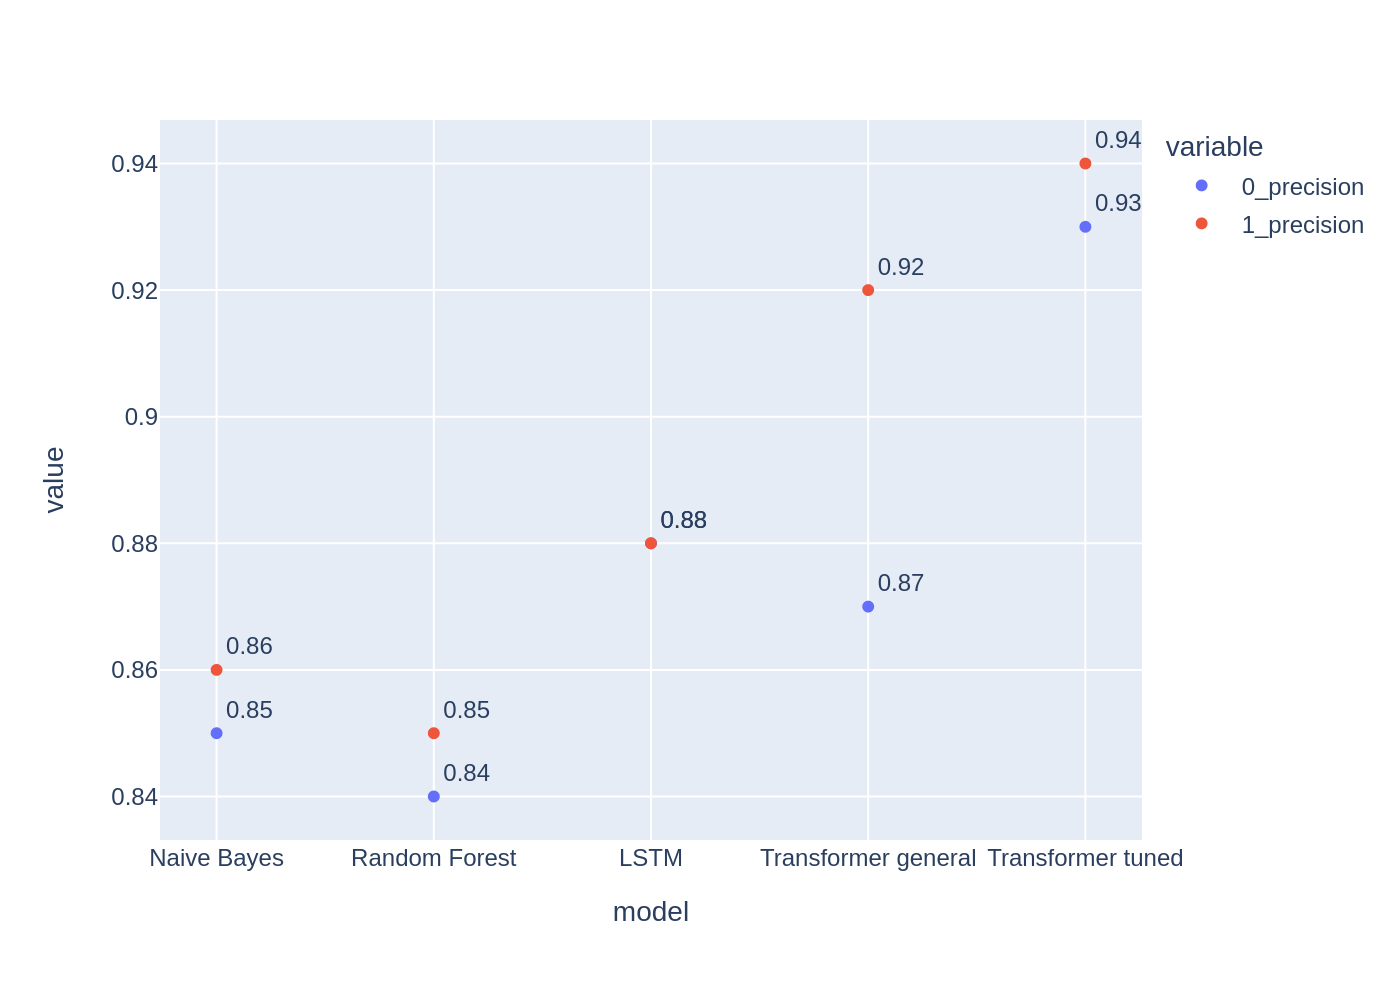 0.94
0.94
variable
0_precision
0.93
1_precision
0.92
0.92
0.9
value
0.88
0.88
0.87
0.86
0.86
0.85
0.85
0.84
0.84
Naive Bayes Random Forest LSTM Transformer general Transformer tuned
model